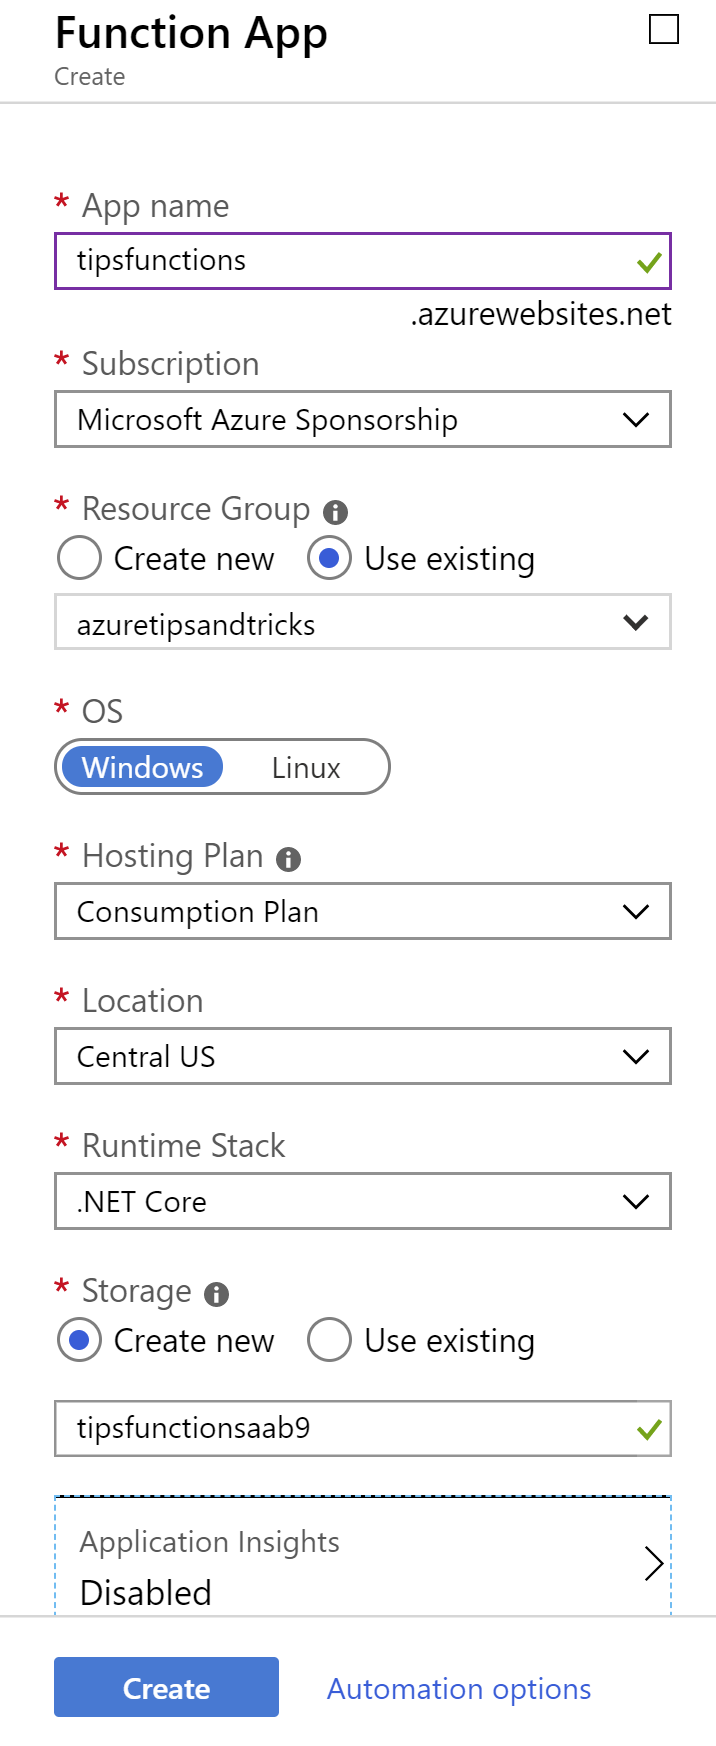 Function App
Create
* App name
tipsfunctions
.azurewebsites.net
* Subscription
Microsoft Azure Sponsorship
* Resource Group
Create new Use existing
azuretipsandtricks
* OS
Windows Linux
* Hosting Plan
Consumption Plan
* Location
Central US
* Runtime Stack
.NET Core
* Storage
Create new Use existing
tipsfunctionsaab9
Application Insights
Disabled
Create Automation options